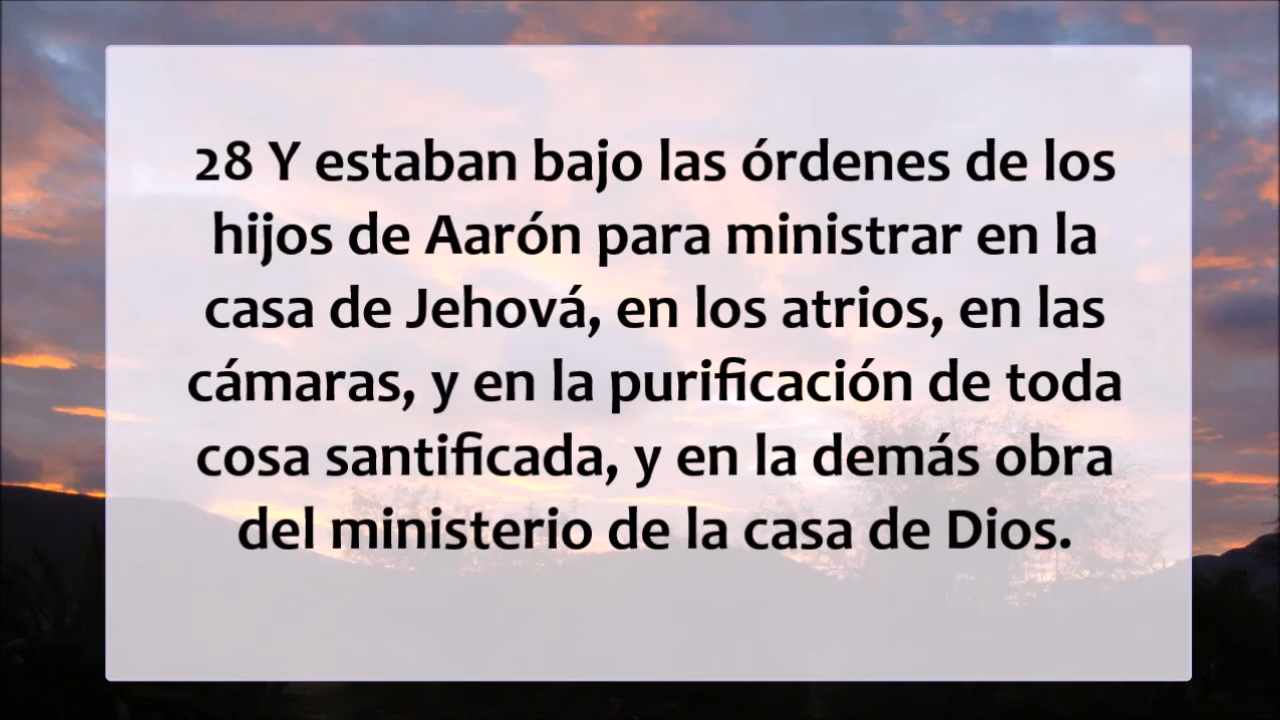 28 Y estaban bajo las órdenes de los
hijos de Aarón para ministrar en la
casa de Jehová, en los atrios, en las
cámaras, y en la purificación de toda
cosa santificada, y en la demás obra
del ministerio de la casa de Dios.